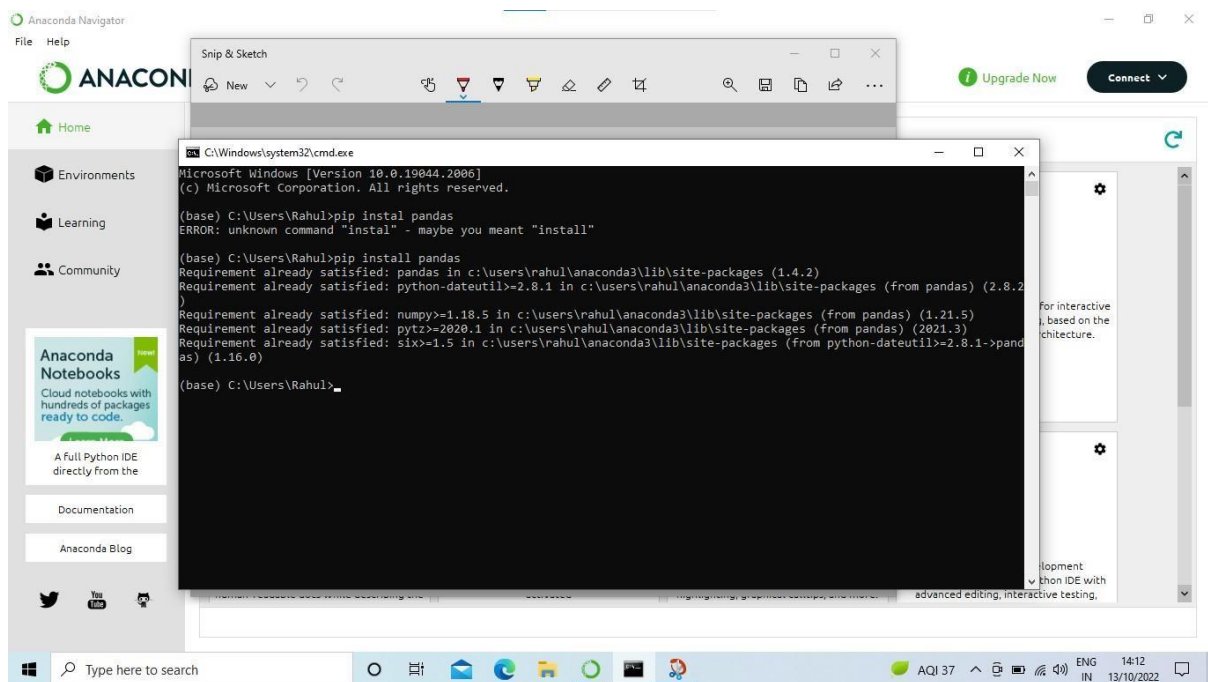 Anaconda Navigator
File Help
Snip & Sketch
New
ANACON
Upgrade Now
Connect
Home
Environments
Learning
Community
C:\Windows\system32\cmd.exe
Microsoft Windows [Version 10.0.19044.2006]
(c) Microsoft Corporation. All rights reserved.
(base) C:\Users\Rahul>pip instal pandas
ERROR: unknown command "instal" - maybe you meant "install"
(base) C:\Users\Rahul>pip install pandas
Requirement already satisfied: pandas in c:\users\rahul\anaconda3\lib\site-packages (1.4.2)
Requirement already satisfied: python-dateutil>=2.8.1 in c:\users\rahul\anaconda3\lib\site-packages (from pandas) (2.8.2
)
Requirement already satisfied: numpy>=1.18.5 in c:\users\rahul\anaconda3\lib\site-packages (from pandas) (1.21.5)
Requirement already satisfied: pytz>=2020.1 in c:\users\rahul\anaconda3\lib\site-packages (from pandas) (2021.3)
Requirement already satisfied: six>=1.5 in c:\users\rahul\anaconda3\lib\site-packages (from python-dateutil>=2.8.1->pand
as) (1.16.0)
(base) C:\Users\Rahul>
for interactive
, based on the
chitecture.
Anaconda
Notebooks
New!
Cloud notebooks with
hundreds of packages
ready to code.
A full Python IDE
directly from the
Documentation
Anaconda Blog
You
Tube
lopment
thon IDE with
advanced editing, interactive testing,
Type here to search
AQI 37
ENG
IN
14:12
13/10/2022